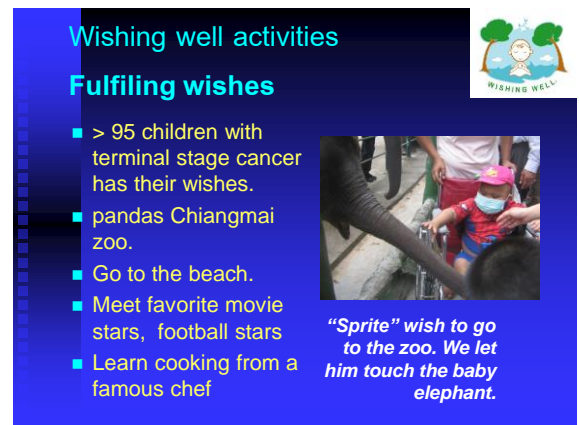 Wishing well activities
Fulfiling wishes
WISHING WELL
> 95 children with
terminal stage cancer
has their wishes.
pandas Chiangmai
zoo.
Go to the beach.
Meet favorite movie
stars, football stars
Learn cooking from a
famous chef
“Sprite” wish to go
to the zoo. We let
him touch the baby
elephant.